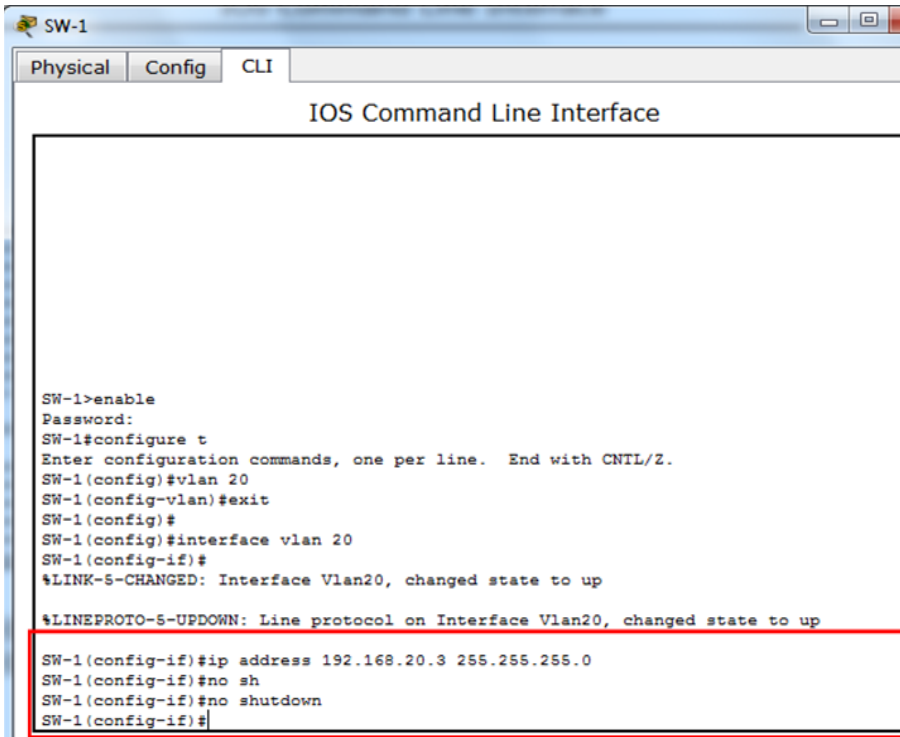 SW-1
Physical Config CLI
IOS Command Line Interface
SW-1>enable
Password:
SW-1#configure t
Enter configuration commands, one per line.  End with CNTL/Z.
SW-1(config)#vlan 20
SW-1(config-vlan)#exit
SW-1(config)#
SW-1(config)#interface vlan 20
SW-1(config-if)#
%LINK-5-CHANGED: Interface Vlan20, changed state to up
%LINEPROTO-5-UPDOWN: Line protocol on Interface Vlan20, changed state to up
SW-1(config-if)#ip address 192.168.20.3 255.255.255.0
SW-1(config-if)#no sh
SW-1(config-if)#no shutdown
SW-1(config-if)#